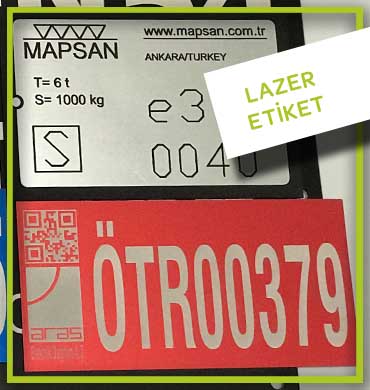 www.mapsan.com.tr
MAPSAN
ANKARA/TURKEY
T= 6 t
S= 1000 kg
e3
S
0040
LAZER
ETİKET
ÖTR00379
aras